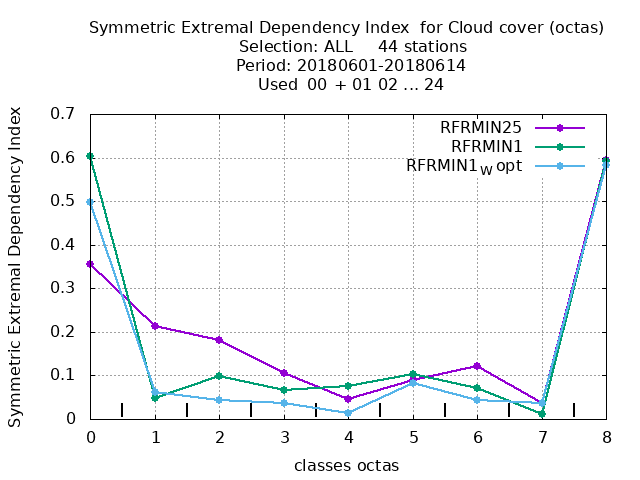 Symmetric Extremal Dependency Index for Cloud cover (octas)
Selection: ALL 44 stations
Period: 20180601-20180614
Used 00 + 01 02 ... 24
Symmetric Extremal Dependency Index
0.7
0.6
0.5
0.4
0.3
0.2
0.1
0
RFRMIN25
RFRMIN1
RFRMIN1w opt
0 1 2 3 4 5 6 7 8
classes octas